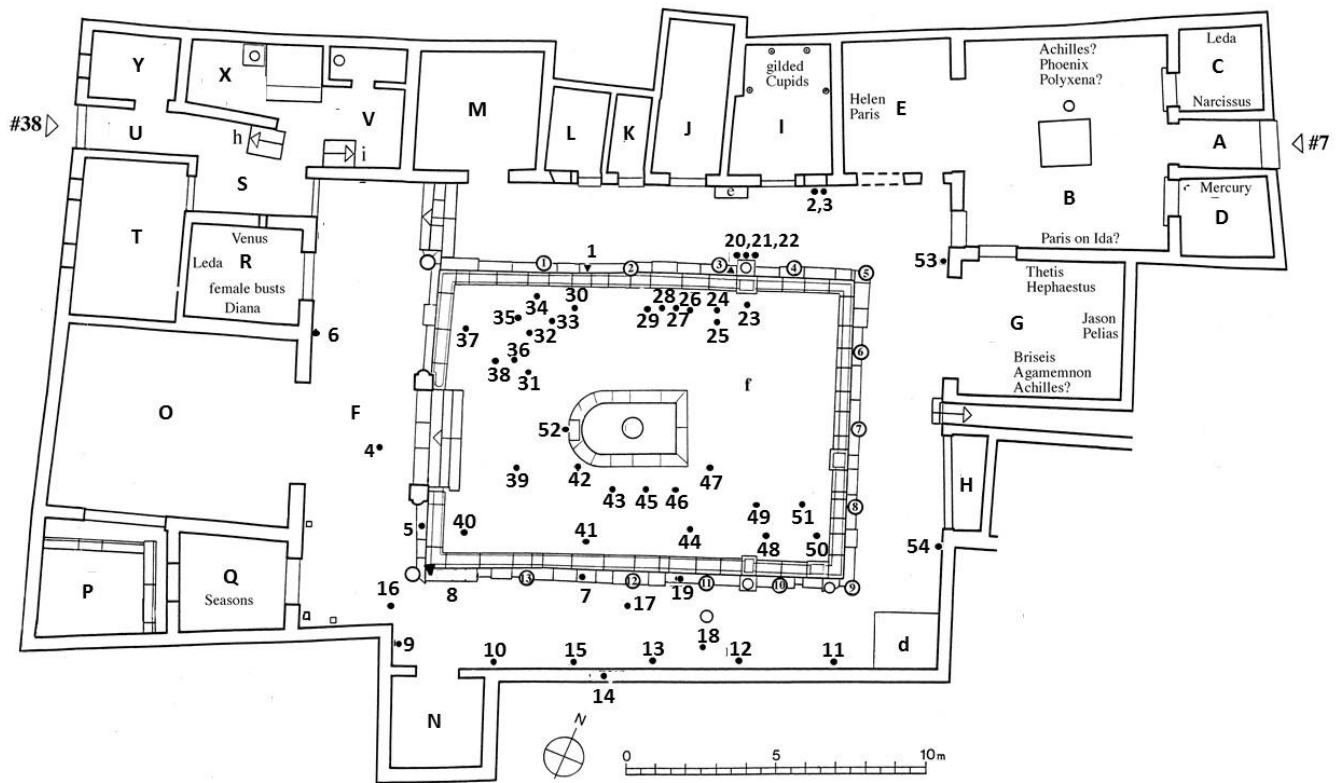 Y
X
h
i
V
U
S
#38
M
L
K
J
gilded
Cupids
I
e
2,3
Helen
Paris
E
Achilles?
Phoenix
Polyxena?
B
Paris on Ida?
Leda
C
Narcissus
A
#7
Mercury
D
T
Venus
Leda
R
female busts
Diana
6
O
F
4
5
P
Q
Seasons
a
16
9
N
1
20,21,22
53
1
2
3
4
5
6
7
8
9
10
11
12
13
Thetis
Hephaestus
G
Jason
Pelias
Briseis
Agamemnon
Achilles?
H
54
37
35
34
30
33
32
36
38
31
28
26
24
29
27
25
23
f
52
39
42
43
45
46
47
40
41
44
49
51
48
50
8
7
19
17
18
10
15
13
12
11
14
d
N
0
5
10m